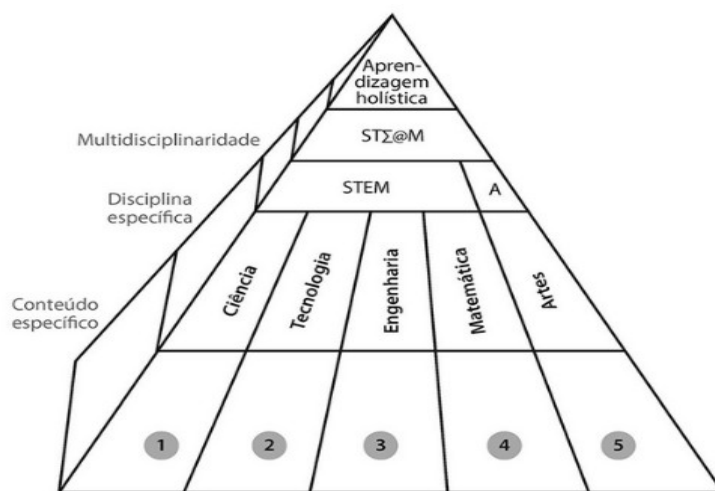 Apren-
dizagem
holística
Multidisciplinaridade
STΣ@M
Disciplina
específica
STEM
A
Conteúdo
específico
Ciência
Tecnologia
Engenharia
Matemática
Artes
1
2
3
4
5